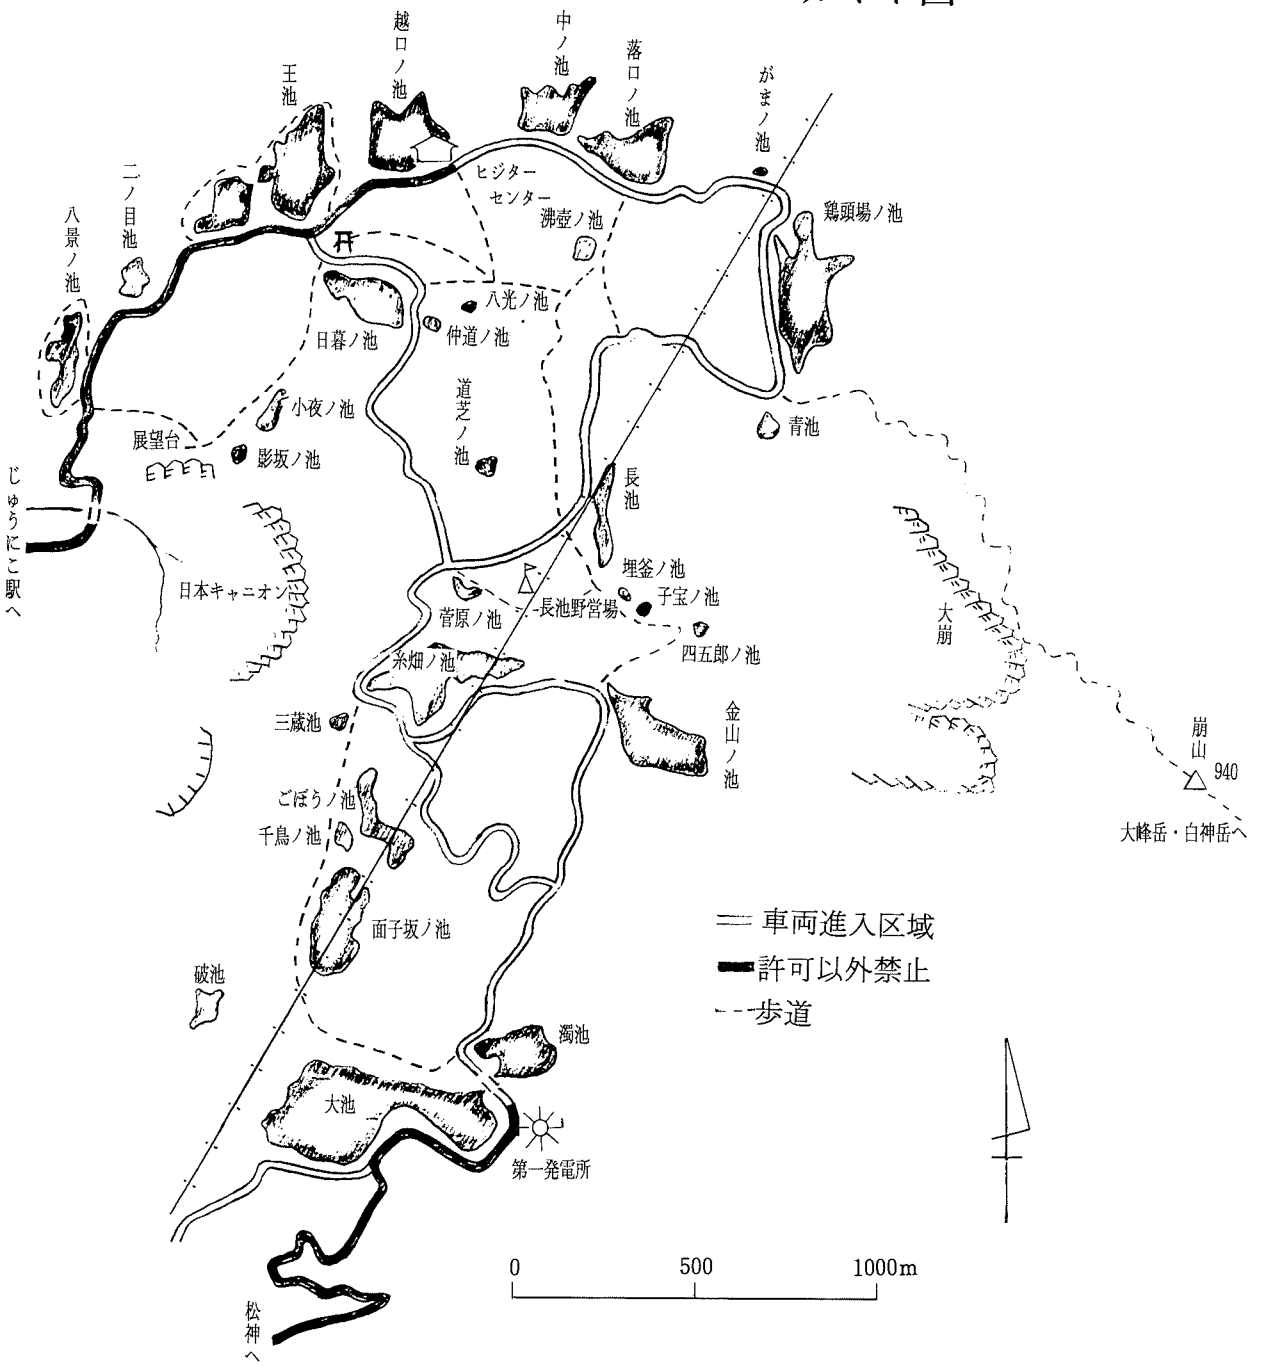 中ノ池
越口ノ池
落口ノ池
王池
がまノ池
二ノ目池
ヒジター
センター
八景ノ池
沸壺ノ池
鶏頭場ノ池
八光ノ池
日暮ノ池
仲道ノ池
道芝ノ池
小夜ノ池
青池
展望台
影坂ノ池
長池
じゅうにこ駅へ
日本キャニオン
埋釜ノ池
子宝ノ池
長池野営場
菅原ノ池
大崩
四五郎ノ池
糸畑ノ池
三蔵池
金山ノ池
崩山
940
ごぼうノ池
千鳥ノ池
大峰岳・白神岳へ
面子坂ノ池
車両進入区域
許可以外禁止
歩道
破池
濁池
大池
第一発電所
0 500 1000m
松神へ